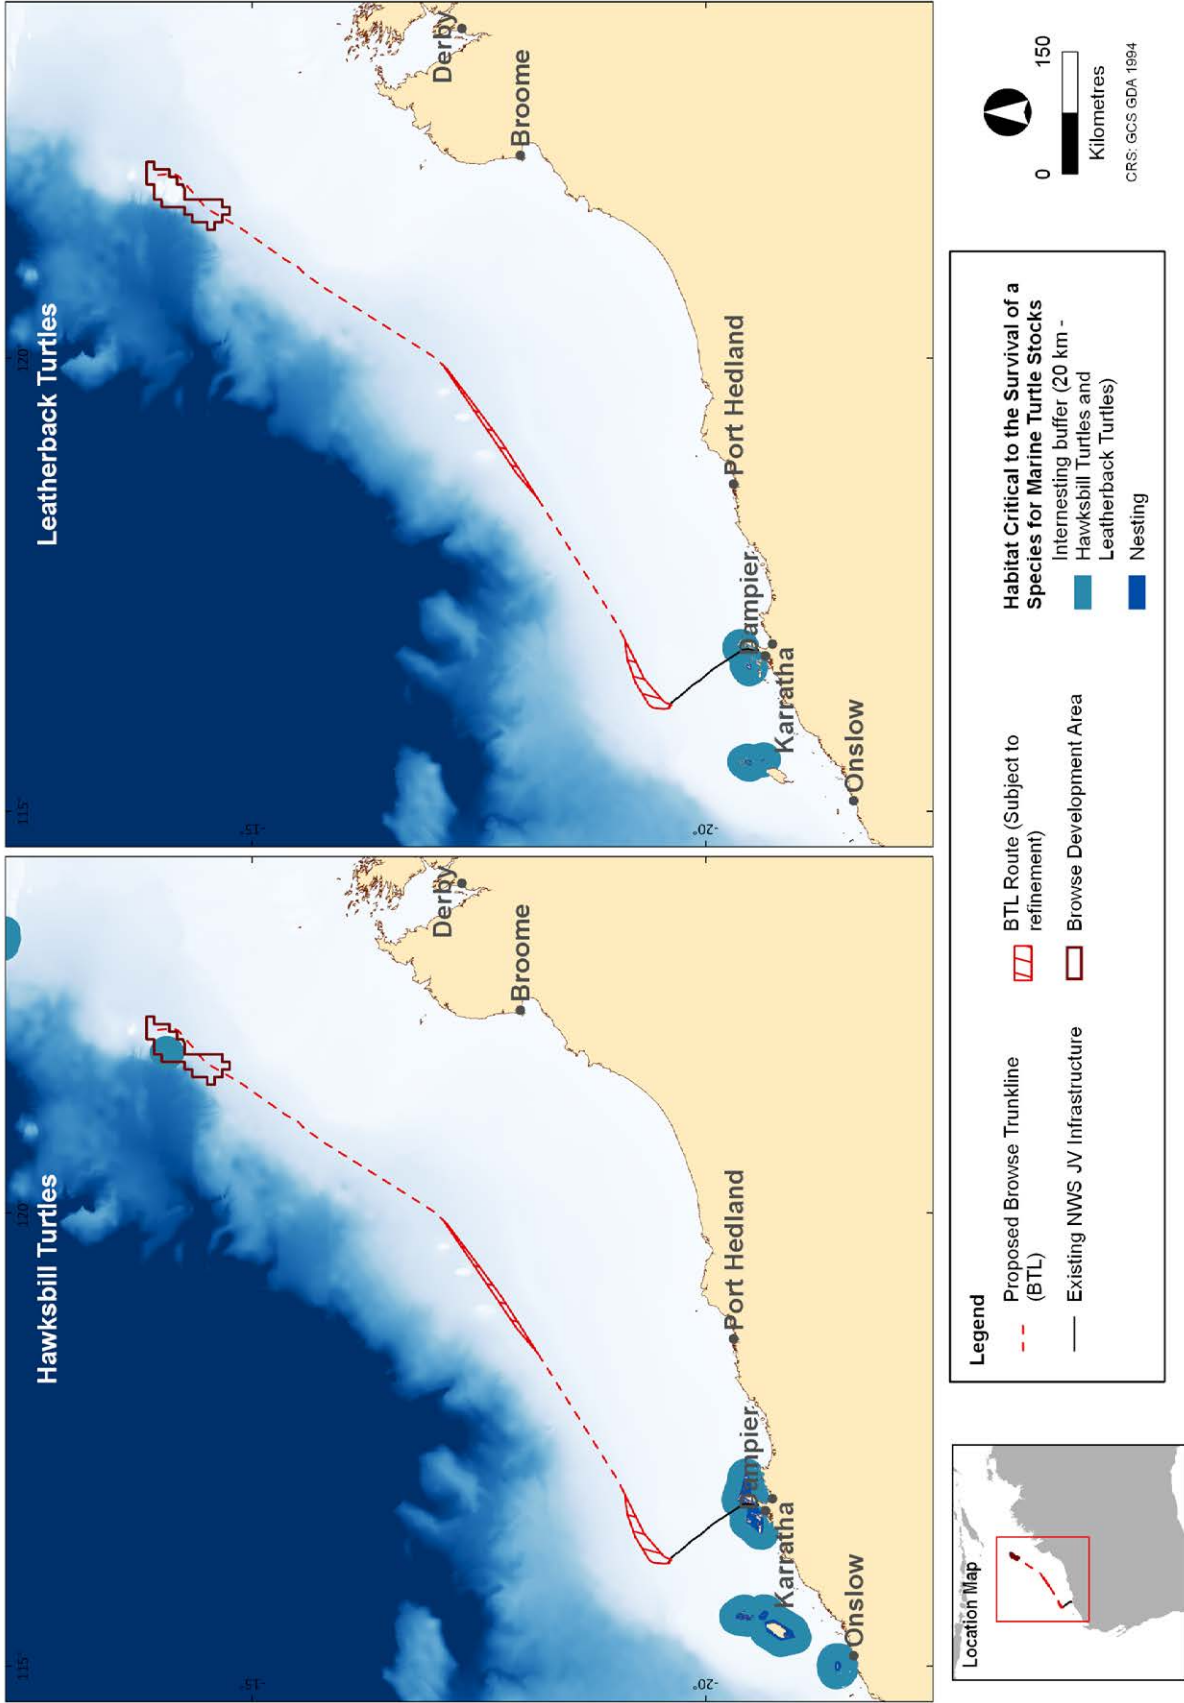 Hawksbill Turtles
115°
120°
-15°
-20°
Derby
Broome
Port Hedland
Dampier
Karratha
Onslow
Leatherback Turtles
115°
120°
-15°
-20°
Derby
Broome
Port Hedland
Dampier
Karratha
Onslow
Location Map
Legend
Proposed Browse Trunkline
(BTL)
Existing NWS JV Infrastructure
BTL Route (Subject to
refinement)
Browse Development Area
Habitat Critical to the Survival of a
Species for Marine Turtle Stocks
Internesting buffer (20 km -
Hawksbill Turtles and
Leatherback Turtles)
Nesting
0 150
Kilometres
CRS: GCS GDA 1994